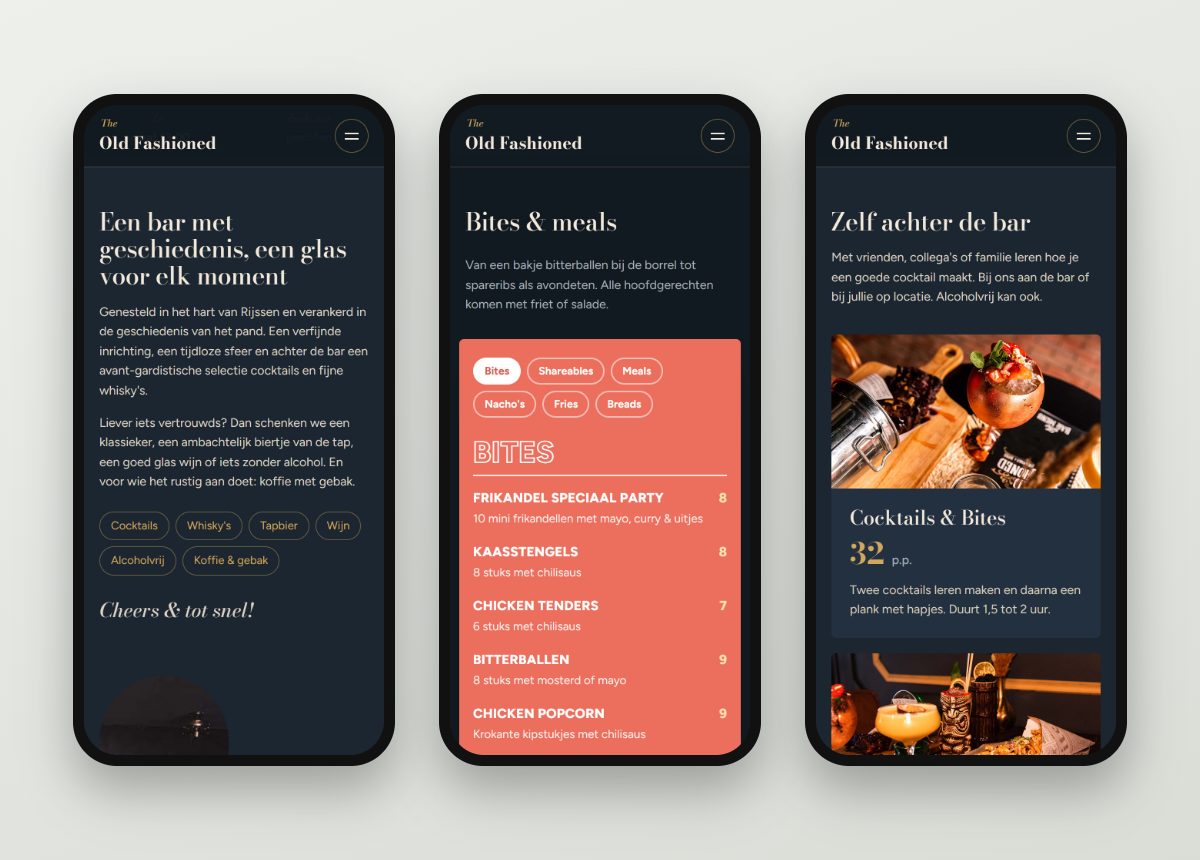 The
Old Fashioned
Een bar met
geschiedenis, een glas
voor elk moment
Genesteld in het hart van Rijssen en verankerd in
de geschiedenis van het pand. Een verfijnde
inrichting, een tijdloze sfeer en achter de bar een
avant-gardistische selectie cocktails en fijne
whisky's.
Liever iets vertrouwds? Dan schenken we een
klassieker, een ambachtelijk biertje van de tap,
een goed glas wijn of iets zonder alcohol. En
voor wie het rustig aan doet: koffie met gebak.
Cocktails Whisky's Tapbier Wijn
Alcoholvrij Koffie & gebak
Cheers & tot snel!
The
Old Fashioned
Bites & meals
Van een bakje bitterballen bij de borrel tot
spareribs als avondeten. Alle hoofdgerechten
komen met friet of salade.
Bites Shareables Meals
Nacho's Fries Breads
BITES
FRIKANDEL SPECIAAL PARTY 8
10 mini frikandellen met mayo, curry & uitjes
KAASSTENGELS 8
8 stuks met chilisaus
CHICKEN TENDERS 7
6 stuks met chilisaus
BITTERBALLEN 9
8 stuks met mosterd of mayo
CHICKEN POPCORN 9
Krokante kipstukjes met chilisaus
The
Old Fashioned
Zelf achter de bar
Met vrienden, collega's of familie leren hoe je
een goede cocktail maakt. Bij ons aan de bar of
bij jullie op locatie. Alcoholvrij kan ook.
Cocktails & Bites
32 p.p.
Twee cocktails leren maken en daarna een
plank met hapjes. Duurt 1,5 tot 2 uur.